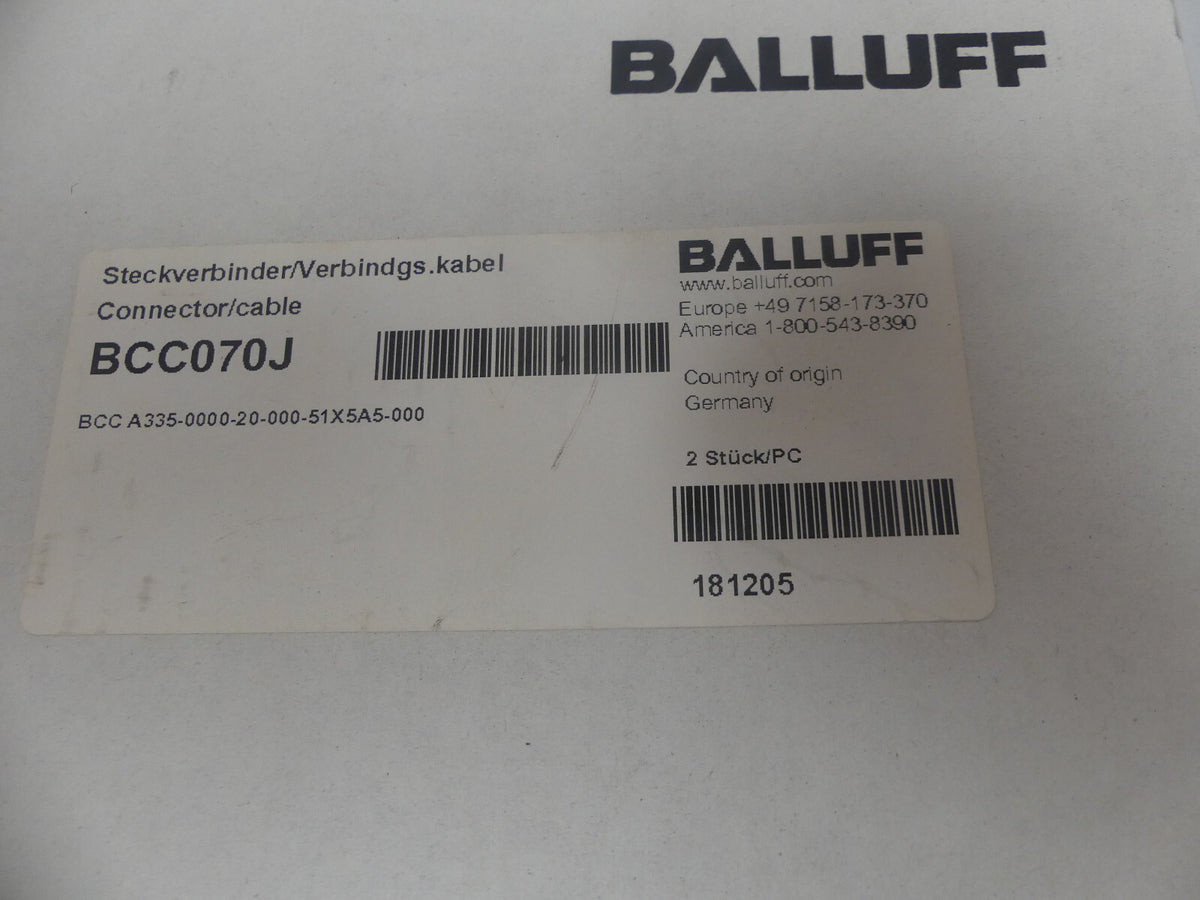 BALLUFF
Steckverbinder/Verbindgs.kabel
Connector/cable
BCC070J
BCC A335-0000-20-000-51X5A5-000
BALLUFF
www.balluff.com
Europe +49 7158-173-370
America 1-800-543-8390
Country of origin
Germany
2 Stück/PC
181205